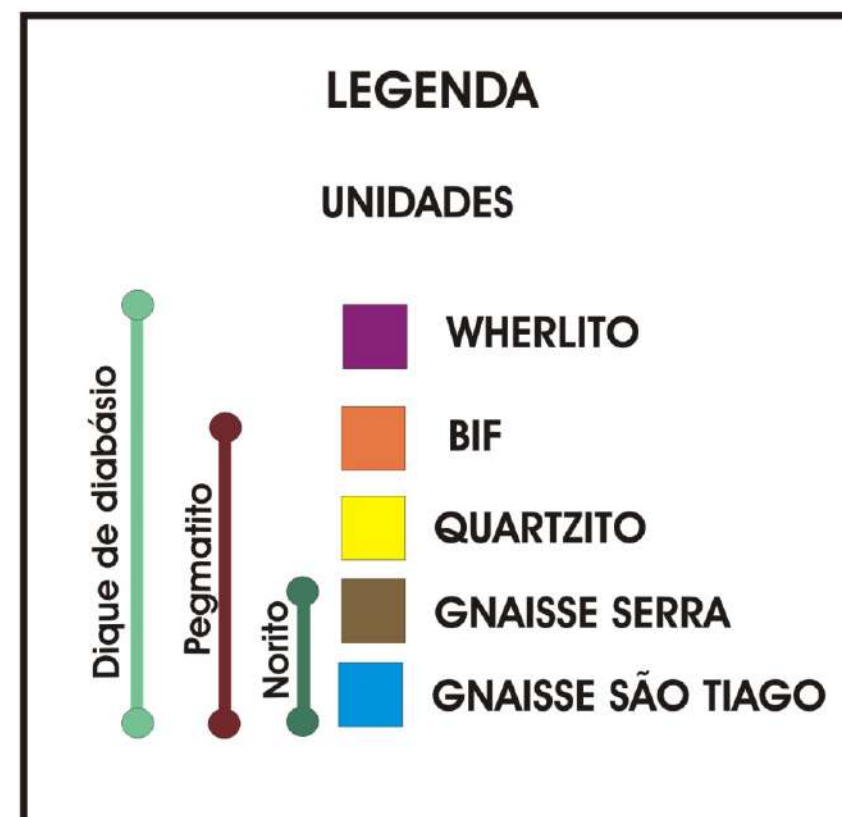 LEGENDA
UNIDADES
Dique de diabásio
Pegmatito
Norito
WHERLITO
BIF
QUARTZITO
GNAISSE SERRA
GNAISSE SÃO TIAGO